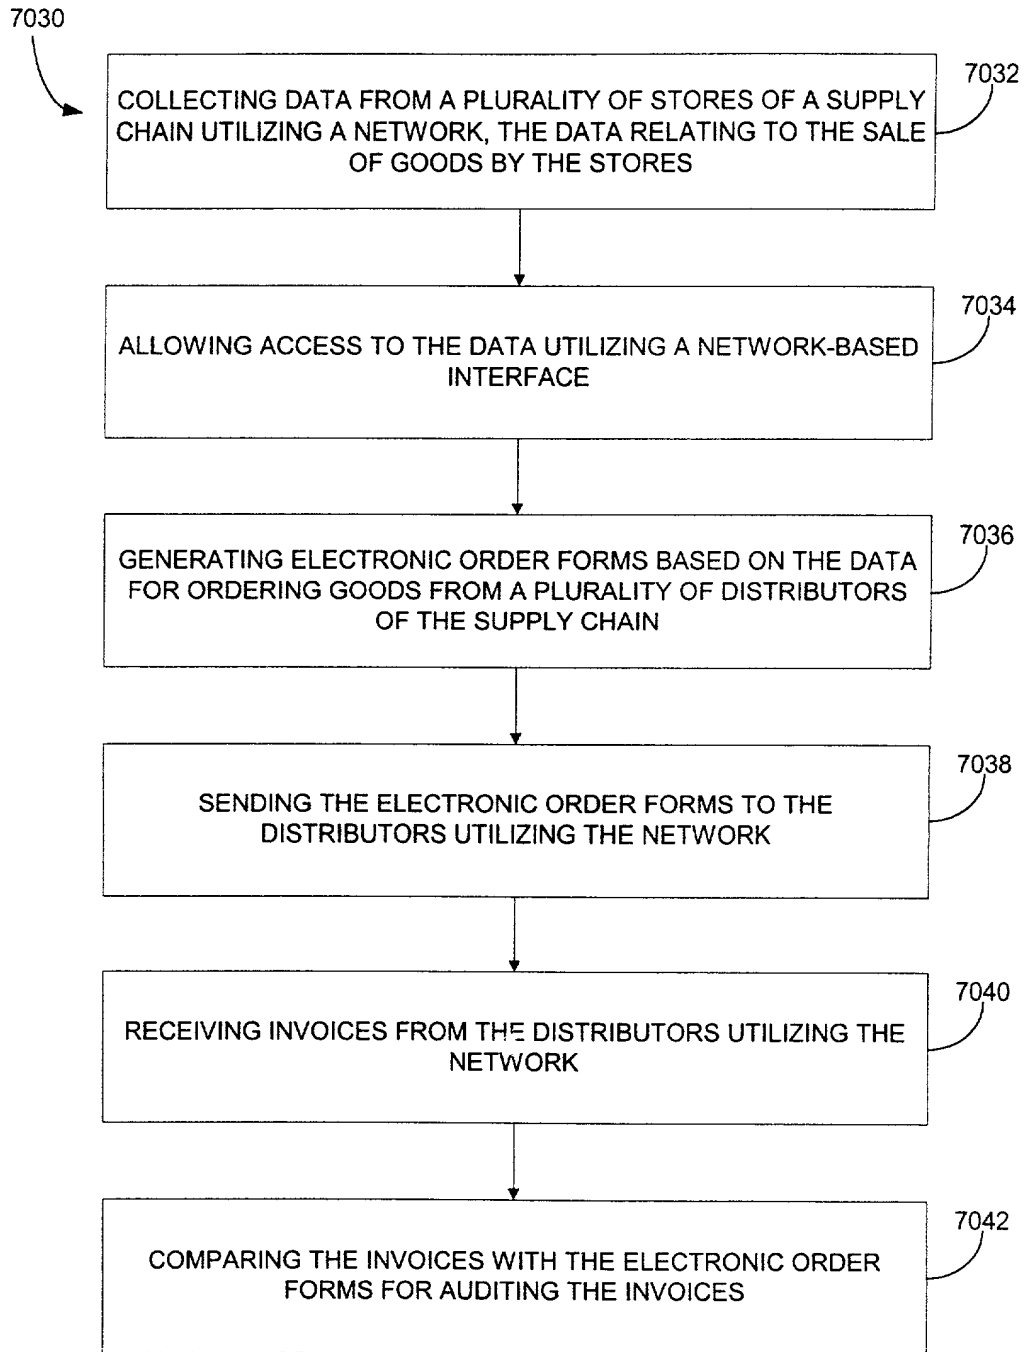 7030
7032
COLLECTING DATA FROM A PLURALITY OF STORES OF A SUPPLY
CHAIN UTILIZING A NETWORK, THE DATA RELATING TO THE SALE
OF GOODS BY THE STORES
7034
ALLOWING ACCESS TO THE DATA UTILIZING A NETWORK-BASED
INTERFACE
7036
GENERATING ELECTRONIC ORDER FORMS BASED ON THE DATA
FOR ORDERING GOODS FROM A PLURALITY OF DISTRIBUTORS
OF THE SUPPLY CHAIN
7038
SENDING THE ELECTRONIC ORDER FORMS TO THE
DISTRIBUTORS UTILIZING THE NETWORK
7040
RECEIVING INVOICES FROM THE DISTRIBUTORS UTILIZING THE
NETWORK
7042
COMPARING THE INVOICES WITH THE ELECTRONIC ORDER
FORMS FOR AUDITING THE INVOICES